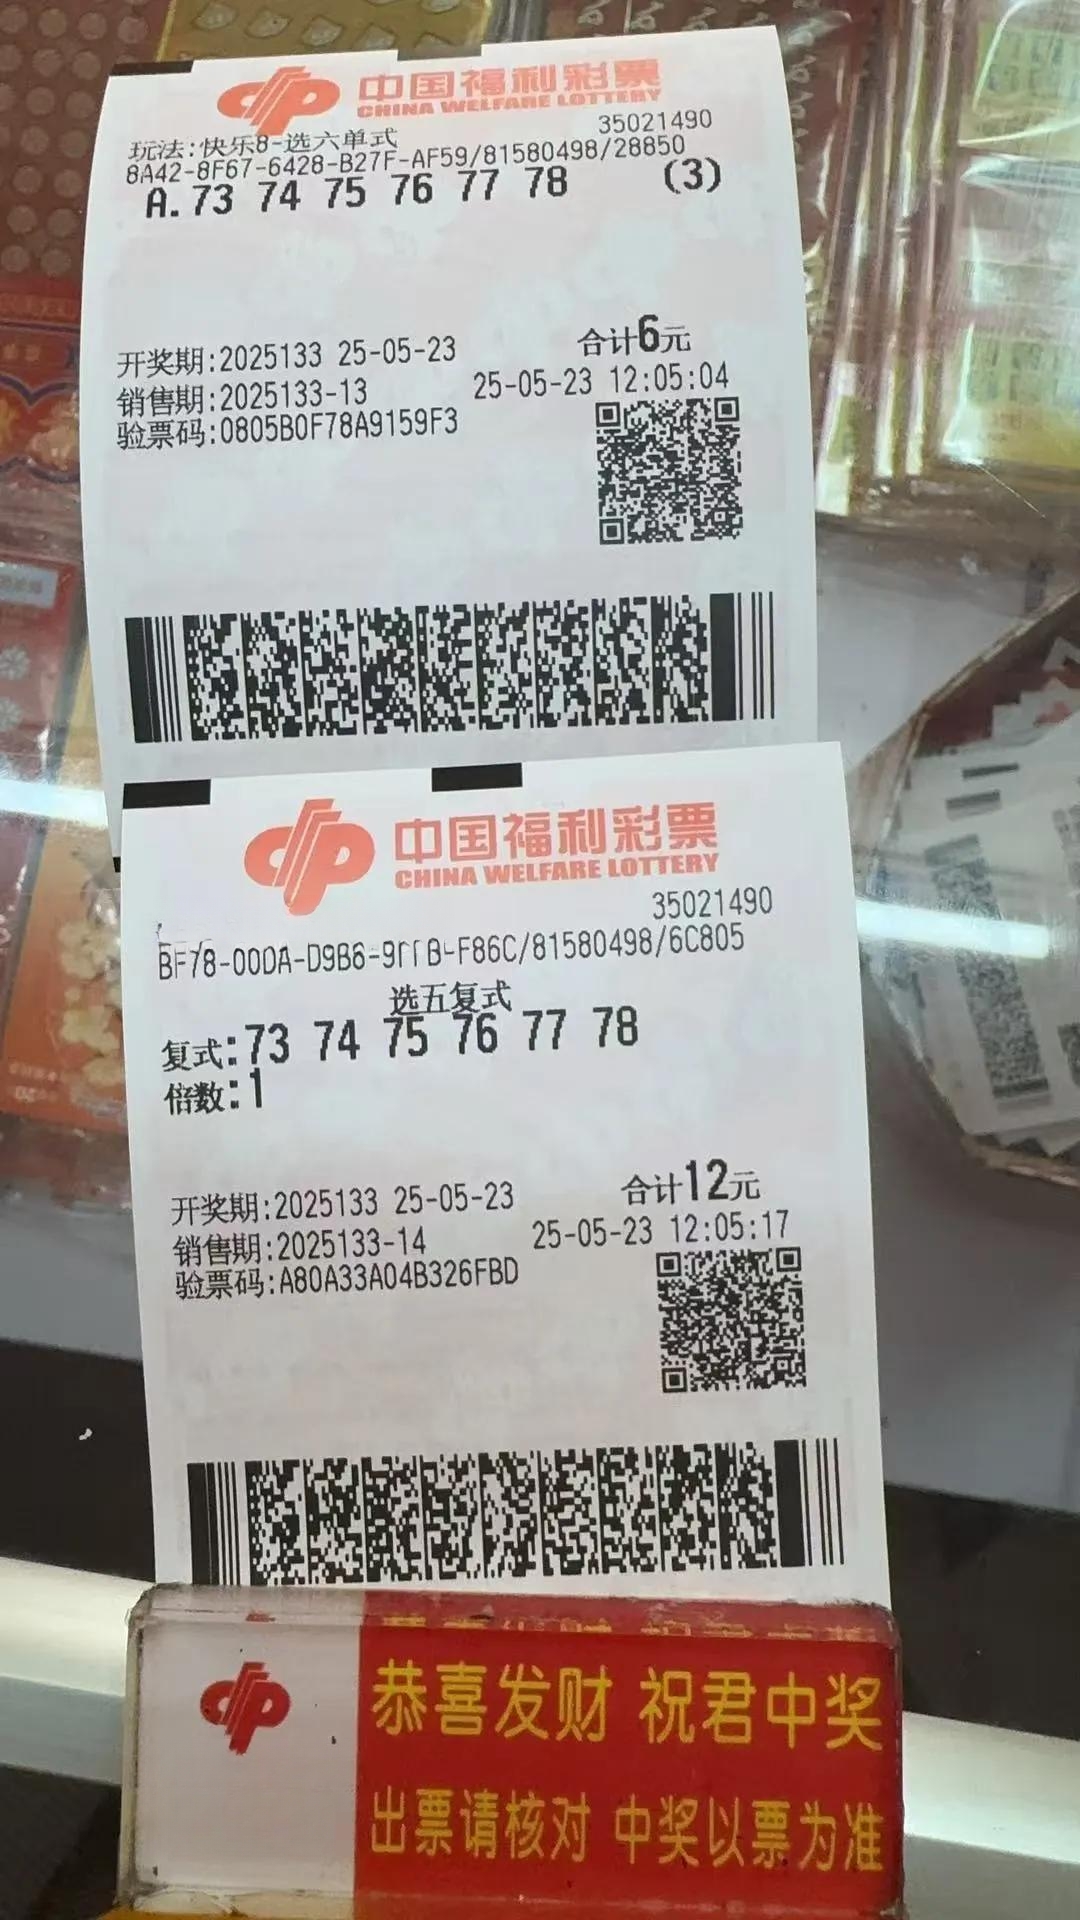 中国福利彩票
CHINA WELFARE LOTTERY
35021490
玩法:快乐8-选六单式
8A42-8F67-6428-B27F-AF59/81580498/28850
A.73 74 75 76 77 78 (3)
开奖期:2025133 25-05-23 合计6元
销售期:2025133-13 25-05-23 12:05:04
验票码:0805B0F78A9159F3
中国福利彩票
CHINA WELFARE LOTTERY
35021490
BF78-00DA-D9B6- -F86C/81580498/6C805
选五复式
复式:73 74 75 76 77 78
倍数:1
开奖期:2025133 25-05-23 合计12元
销售期:2025133-14 25-05-23 12:05:17
验票码:A80A33A04B326FBD
恭喜发财 祝君中奖
出票请核对 中奖以票为准